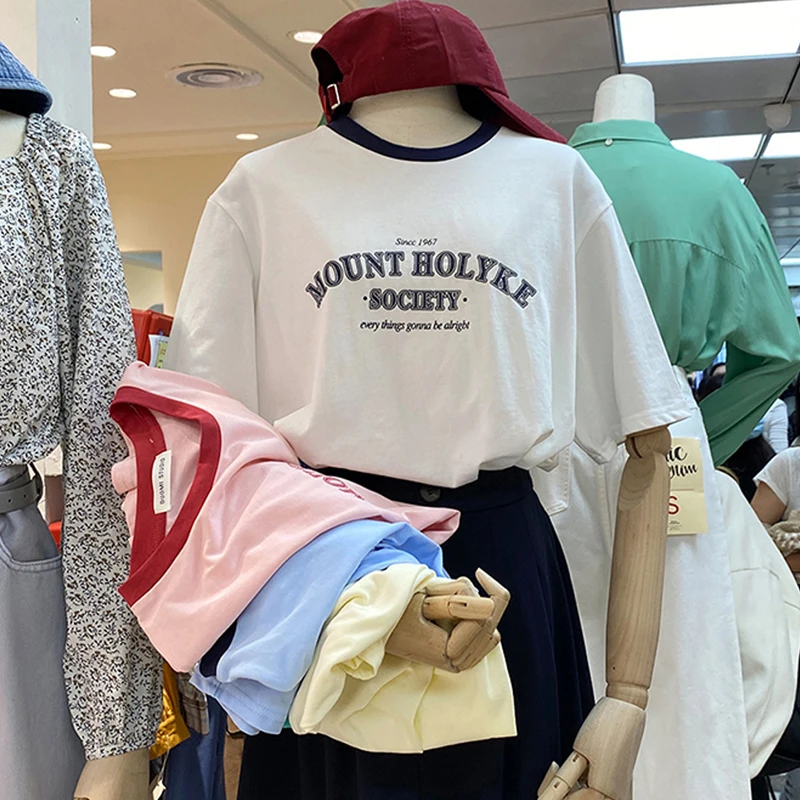 Since 1967
MOUNT HOLYKE
·SOCIETY·
every things gonna be alright
S